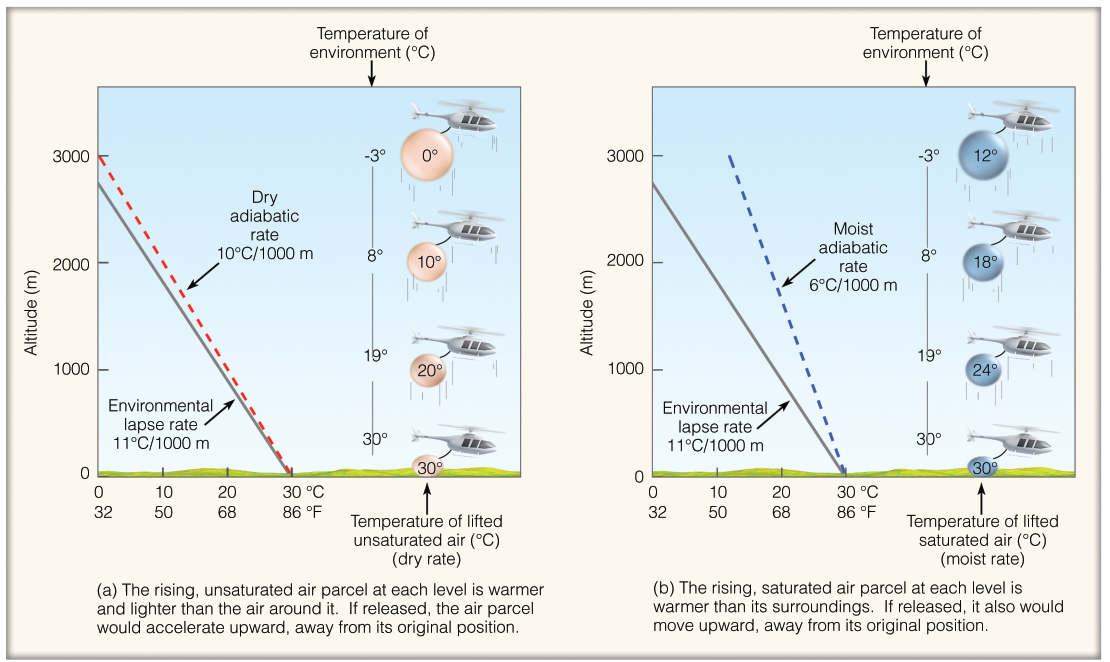 Temperature of
environment (°C)
3000
2000
1000
0
Altitude (m)
Dry
adiabatic
rate
10°C/1000 m
Environmental
lapse rate
11°C/1000 m
-3°
8°
19°
30°
0°
10°
20°
30°
0 10 20 30 °C
32 50 68 86 °F
Temperature of lifted
unsaturated air (°C)
(dry rate)
(a) The rising, unsaturated air parcel at each level is warmer
and lighter than the air around it. If released, the air parcel
would accelerate upward, away from its original position.
Temperature of
environment (°C)
3000
2000
1000
0
Altitude (m)
Moist
adiabatic
rate
6°C/1000 m
Environmental
lapse rate
11°C/1000 m
-3°
8°
19°
30°
12°
18°
24°
30°
0 10 20 30 °C
32 50 68 86 °F
Temperature of lifted
saturated air (°C)
(moist rate)
(b) The rising, saturated air parcel at each level is
warmer than its surroundings. If released, it also would
move upward, away from its original position.